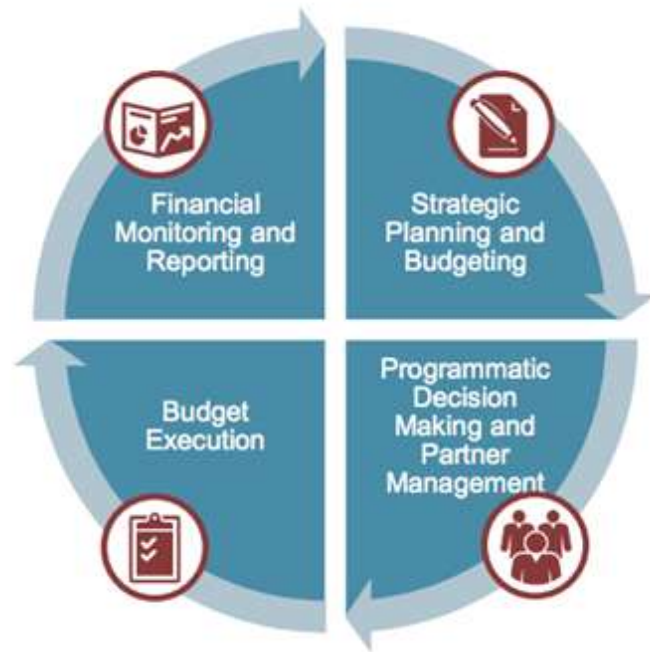 Financial
Monitoring and
Reporting
Strategic
Planning and
Budgeting
Programmatic
Decision
Making and
Partner
Management
Budget
Execution